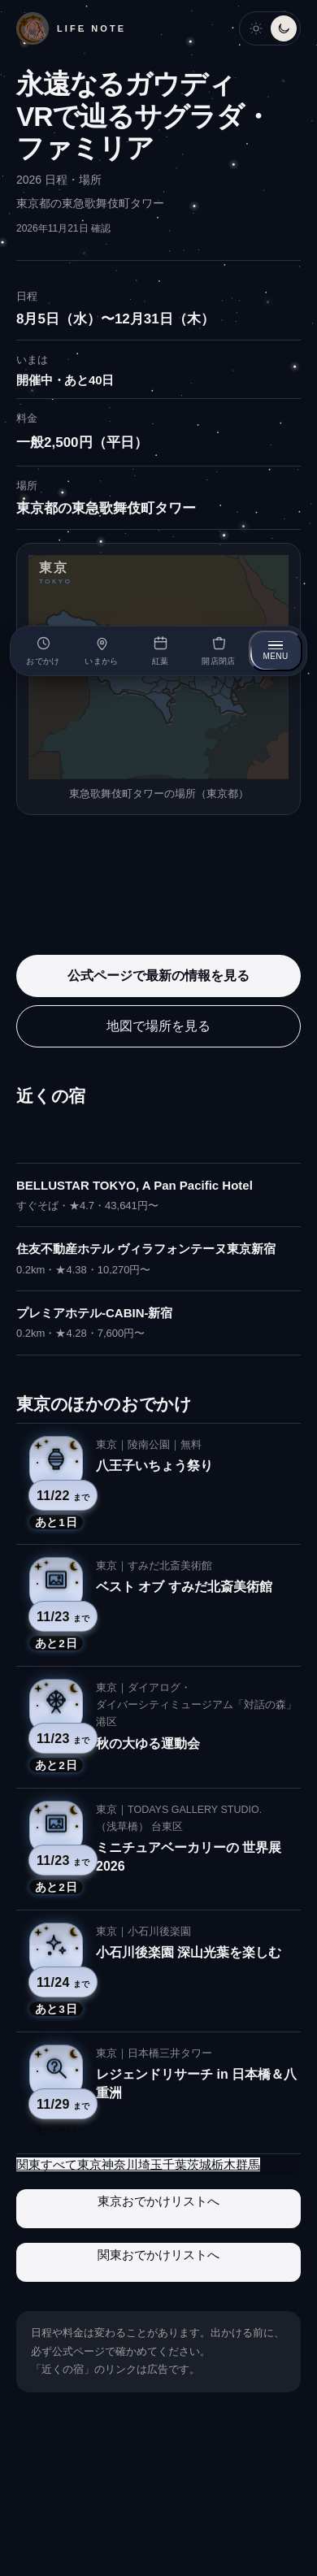 LIFE NOTE
永遠なるガウディ
VRで辿るサグラダ・
ファミリア
2026 日程・場所
東京都の東急歌舞伎町タワー
2026年11月21日 確認
日程
8月5日（水）〜12月31日（木）
いまは
開催中・あと40日
料金
一般2,500円（平日）
場所
東京都の東急歌舞伎町タワー
東京
TOKYO
おでかけ
いまから
紅葉
開店閉店
MENU
東急歌舞伎町タワーの場所（東京都）
公式ページで最新の情報を見る
地図で場所を見る
近くの宿
BELLUSTAR TOKYO, A Pan Pacific Hotel
すぐそば・★4.7・43,641円〜
住友不動産ホテル ヴィラフォンテーヌ東京新宿
0.2km・★4.38・10,270円〜
プレミアホテル-CABIN-新宿
0.2km・★4.28・7,600円〜
東京のほかのおでかけ
東京｜陵南公園｜無料
八王子いちょう祭り
11/22 まで
あと1日
東京｜すみだ北斎美術館
ベスト オブ すみだ北斎美術館
11/23 まで
あと2日
東京｜ダイアログ・
ダイバーシティミュージアム「対話の森」
港区
秋の大ゆる運動会
11/23 まで
あと2日
東京｜TODAYS GALLERY STUDIO.
（浅草橋） 台東区
ミニチュアベーカリーの 世界展
2026
11/23 まで
あと2日
東京｜小石川後楽園
小石川後楽園 深山光葉を楽しむ
11/24 まで
あと3日
東京｜日本橋三井タワー
レジェンドリサーチ in 日本橋＆八
重洲
11/29 まで
関東すべて東京神奈川埼玉千葉茨城栃木群馬
東京おでかけリストへ
関東おでかけリストへ
日程や料金は変わることがあります。出かける前に、
必ず公式ページで確かめてください。
「近くの宿」のリンクは広告です。